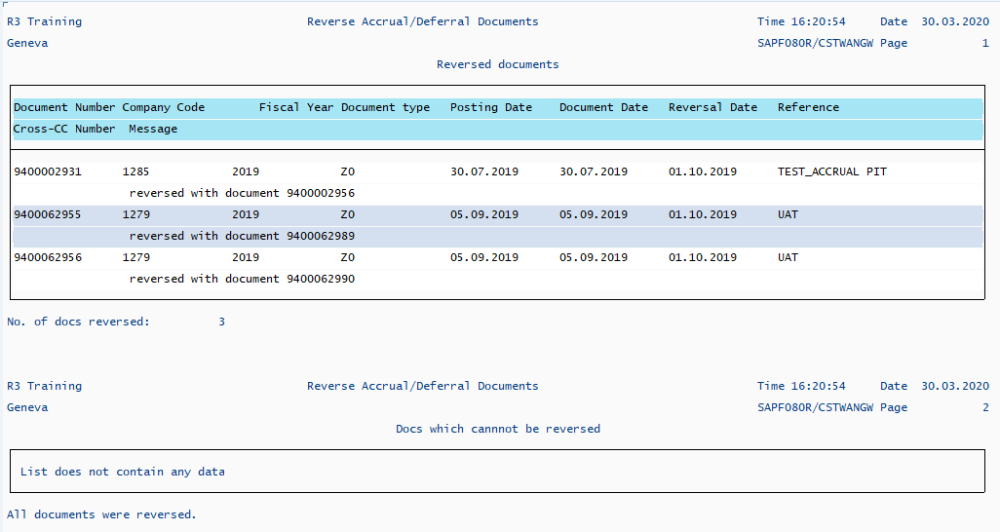 R3 Training Reverse Accrual/Deferral Documents Time 16:20:54 Date 30.03.2020
Geneva SAPF080R/CSTWANGW Page 1
Reversed documents
Document Number Company Code Fiscal Year Document type Posting Date Document Date Reversal Date Reference
Cross-CC Number Message
9400002931 1285 2019 ZO 30.07.2019 30.07.2019 01.10.2019 TEST_ACCRUAL PIT
reversed with document 9400002956
9400062955 1279 2019 ZO 05.09.2019 05.09.2019 01.10.2019 UAT
reversed with document 9400062989
9400062956 1279 2019 ZO 05.09.2019 05.09.2019 01.10.2019 UAT
reversed with document 9400062990
No. of docs reversed: 3
R3 Training Reverse Accrual/Deferral Documents Time 16:20:54 Date 30.03.2020
Geneva SAPF080R/CSTWANGW Page 2
Docs which cannnot be reversed
List does not contain any data
All documents were reversed.